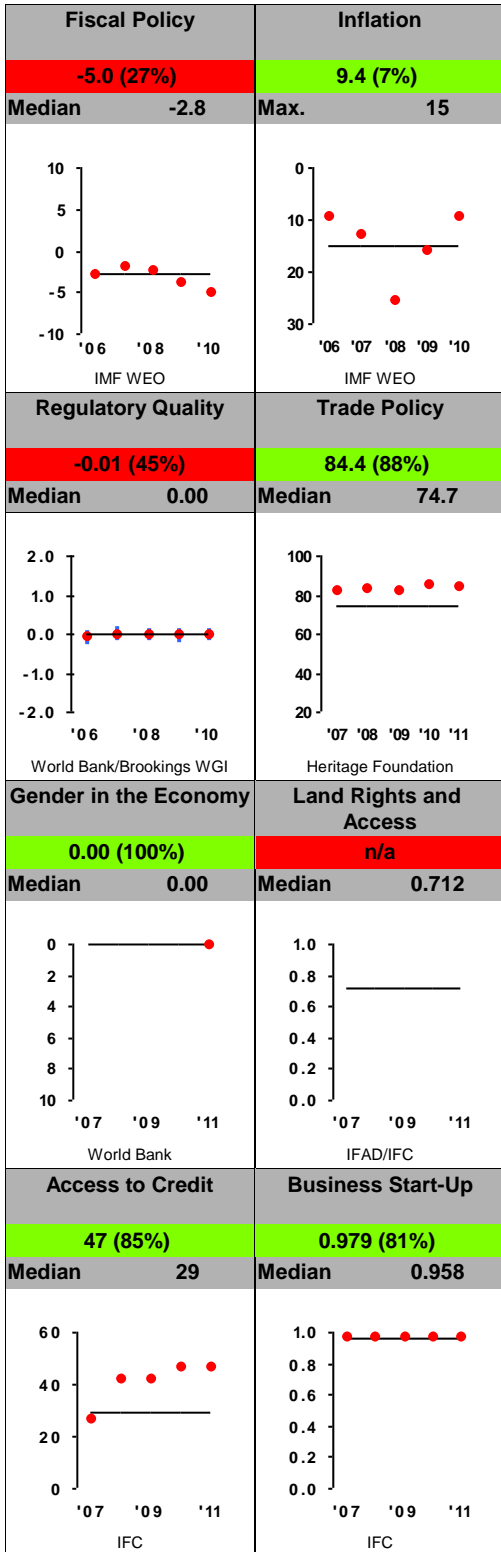 Fiscal Policy
-5.0 (27%)
Median -2.8
10
5
0
-5
-10
'06 '08 '10
IMF WEO
Inflation
9.4 (7%)
Max. 15
0
10
20
30
'06 '07 '08 '09 '10
IMF WEO
Regulatory Quality
-0.01 (45%)
Median 0.00
2.0
1.0
0.0
-1.0
-2.0
'06 '08 '10
World Bank/Brookings WGI
Trade Policy
84.4 (88%)
Median 74.7
100
80
60
40
20
'07 '08 '09 '10 '11
Heritage Foundation
Gender in the Economy
0.00 (100%)
Median 0.00
0
2
4
6
8
10
'07 '09 '11
World Bank
Land Rights and
Access
n/a
Median 0.712
1.0
0.8
0.6
0.4
0.2
0.0
'07 '09 '11
IFAD/IFC
Access to Credit
47 (85%)
Median 29
60
40
20
0
'07 '09 '11
IFC
Business Start-Up
0.979 (81%)
Median 0.958
1.0
0.8
0.6
0.4
0.2
0.0
'07 '09 '11
IFC